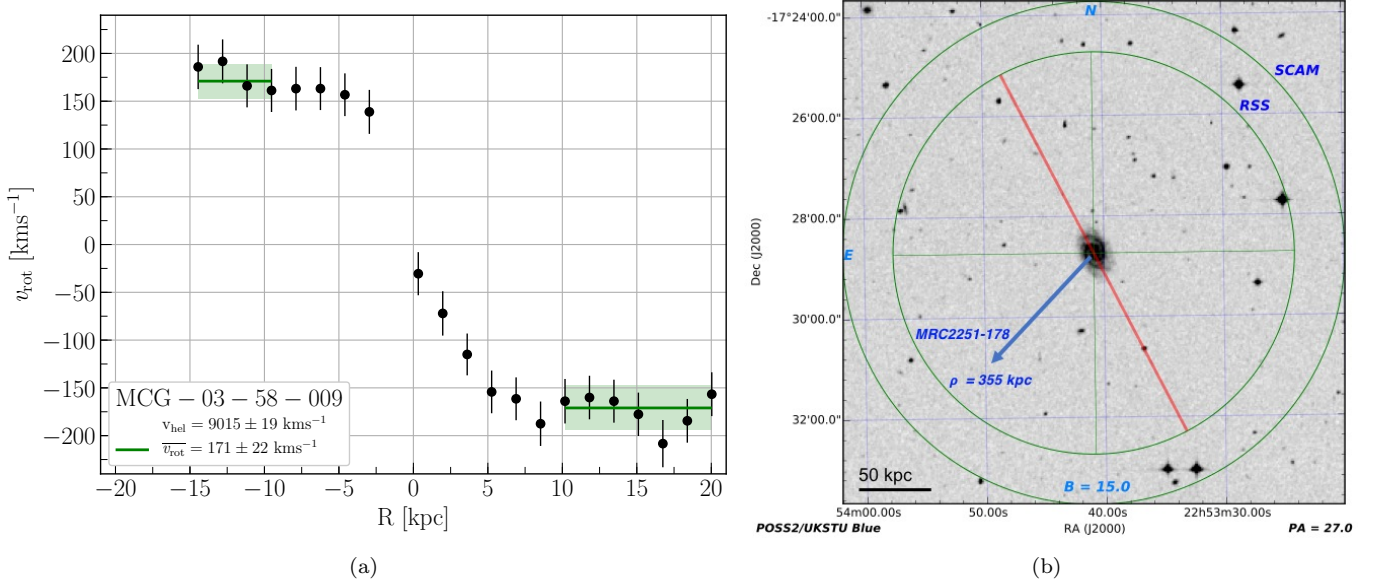 200
150
100
50
0
−50
−100
−150
−200
v_rot [kms⁻¹]
MCG − 03 − 58 − 009
v_hel = 9015 ± 19 kms⁻¹
v̅_rot = 171 ± 22 kms⁻¹
−20 −15 −10 −5 0 5 10 15 20
R [kpc]
(a)
-17°24'00.0"
26'00.0"
28'00.0"
30'00.0"
32'00.0"
Dec (J2000)
N
SCAM
RSS
E
MRC2251-178
ρ = 355 kpc
50 kpc
B = 15.0
54m00.00s 50.00s 40.00s 22h53m30.00s
POSS2/UKSTU Blue RA (J2000) PA = 27.0
(b)